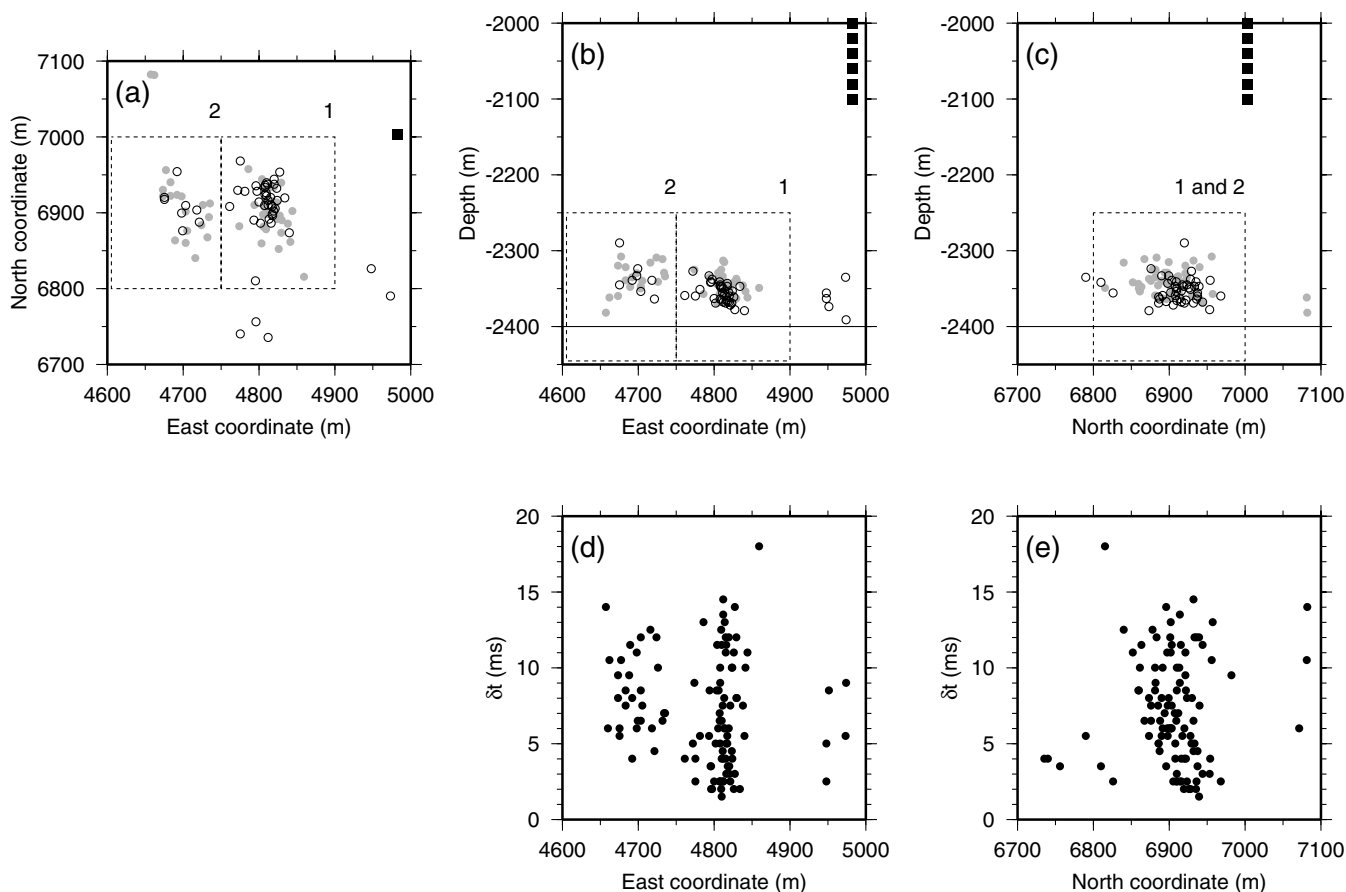 (a)
2 1
7100
7000
6900
6800
6700
North coordinate (m)
4600 4700 4800 4900 5000
East coordinate (m)
(b)
2 1
-2000
-2100
-2200
-2300
-2400
Depth (m)
4600 4700 4800 4900 5000
East coordinate (m)
(c)
1 and 2
-2000
-2100
-2200
-2300
-2400
Depth (m)
6700 6800 6900 7000 7100
North coordinate (m)
(d)
20
15
10
5
0
δt (ms)
4600 4700 4800 4900 5000
East coordinate (m)
(e)
20
15
10
5
0
δt (ms)
6700 6800 6900 7000 7100
North coordinate (m)